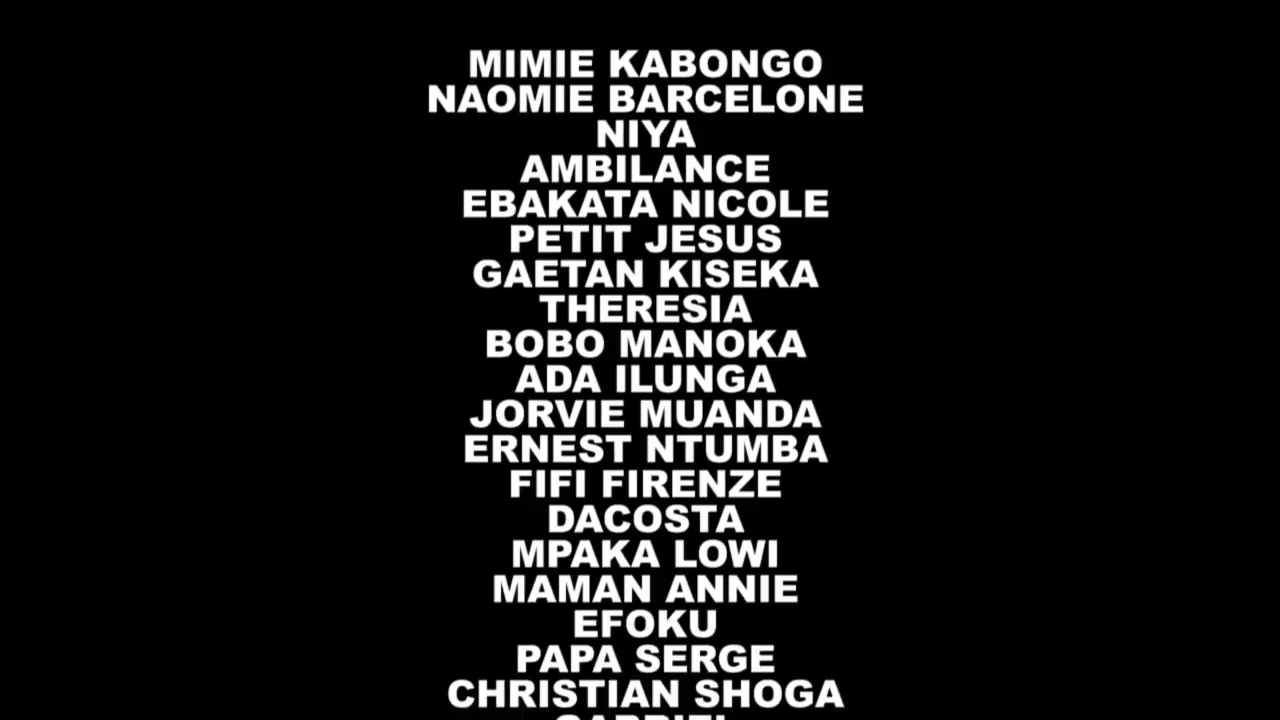 MIMIE KABONGO
NAOMIE BARCELONE
NIYA
AMBILANCE
EBAKATA NICOLE
PETIT JESUS
GAETAN KISEKA
THERESIA
BOBO MANOKA
ADA ILUNGA
JORVIE MUANDA
ERNEST NTUMBA
FIFI FIRENZE
DACOSTA
MPAKA LOWI
MAMAN ANNIE
EFOKU
PAPA SERGE
CHRISTIAN SHOGA